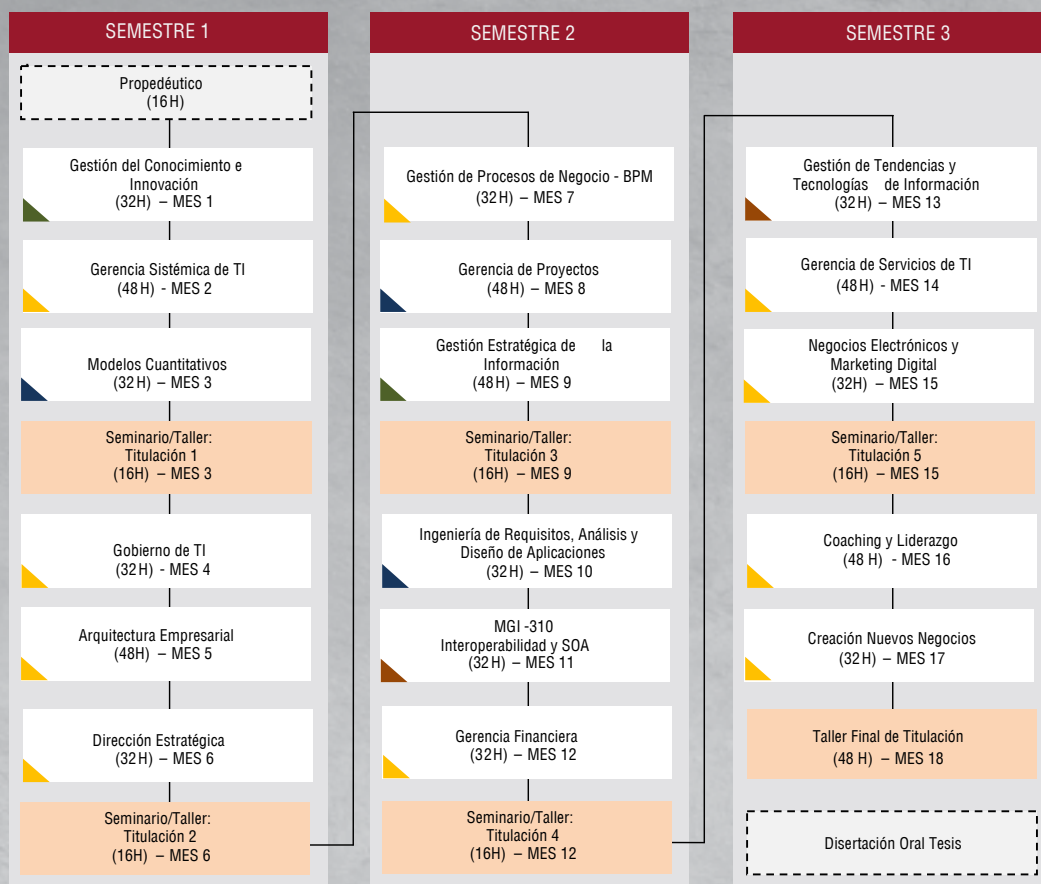 SEMESTRE 1
Propedéutico
(16H)
Gestión del Conocimiento e
Innovación
(32H) – MES 1
Gerencia Sistémica de TI
(48H) - MES 2
Modelos Cuantitativos
(32H) – MES 3
Seminario/Taller:
Titulación 1
(16H) – MES 3
Gobierno de TI
(32H) - MES 4
Arquitectura Empresarial
(48H) – MES 5
Dirección Estratégica
(32H) – MES 6
Seminario/Taller:
Titulación 2
(16H) – MES 6
SEMESTRE 2
Gestión de Procesos de Negocio - BPM
(32H) – MES 7
Gerencia de Proyectos
(48H) – MES 8
Gestión Estratégica de la
Información
(48H) – MES 9
Seminario/Taller:
Titulación 3
(16H) – MES 9
Ingeniería de Requisitos, Análisis y
Diseño de Aplicaciones
(32H) – MES 10
MGI -310
Interoperabilidad y SOA
(32H) – MES 11
Gerencia Financiera
(32H) – MES 12
Seminario/Taller:
Titulación 4
(16H) – MES 12
SEMESTRE 3
Gestión de Tendencias y
Tecnologías de Información
(32H) – MES 13
Gerencia de Servicios de TI
(48H) - MES 14
Negocios Electrónicos y
Marketing Digital
(32H) – MES 15
Seminario/Taller:
Titulación 5
(16H) – MES 15
Coaching y Liderazgo
(48 H) - MES 16
Creación Nuevos Negocios
(32H) – MES 17
Taller Final de Titulación
(48 H) – MES 18
Disertación Oral Tesis